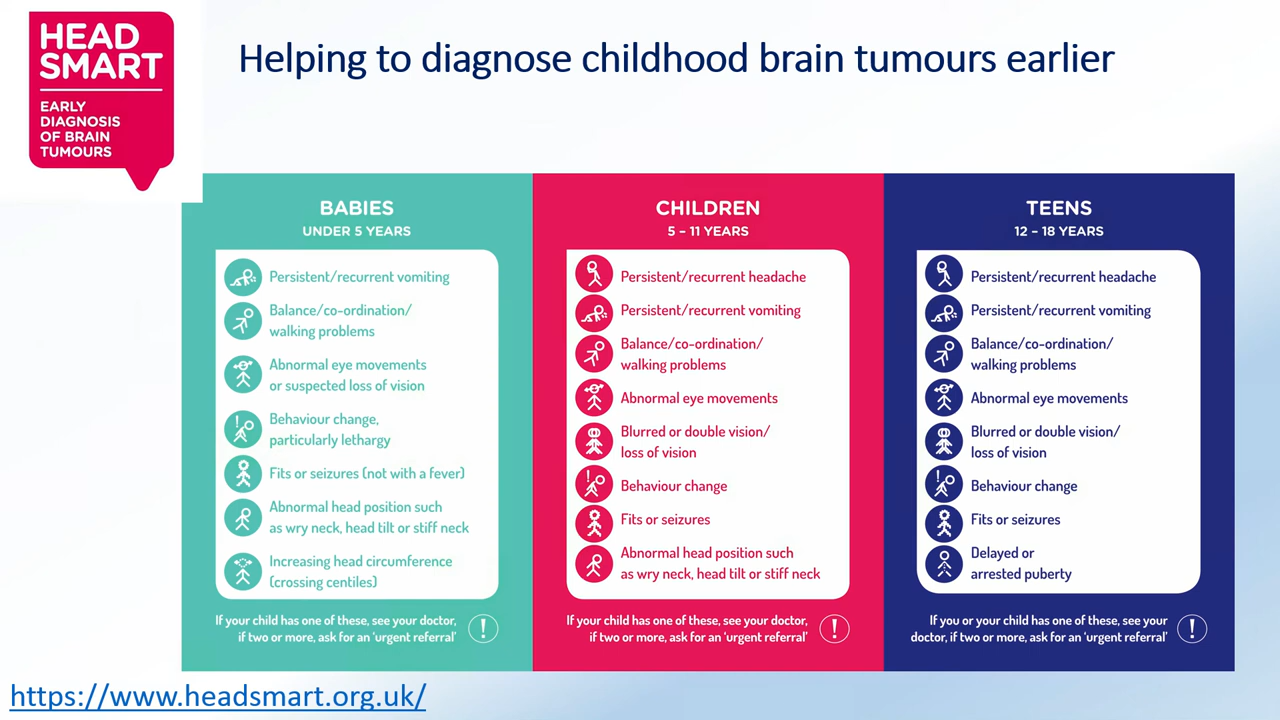 HEAD
SMART
EARLY
DIAGNOSIS
OF BRAIN
TUMOURS
Helping to diagnose childhood brain tumours earlier
BABIES
UNDER 5 YEARS
Persistent/recurrent vomiting
Balance/co-ordination/
walking problems
Abnormal eye movements
or suspected loss of vision
Behaviour change,
particularly lethargy
Fits or seizures (not with a fever)
Abnormal head position such
as wry neck, head tilt or stiff neck
Increasing head circumference
(crossing centiles)
If your child has one of these, see your doctor,
if two or more, ask for an ‘urgent referral’
!
CHILDREN
5 – 11 YEARS
Persistent/recurrent headache
Persistent/recurrent vomiting
Balance/co-ordination/
walking problems
Abnormal eye movements
Blurred or double vision/
loss of vision
Behaviour change
Fits or seizures
Abnormal head position such
as wry neck, head tilt or stiff neck
If your child has one of these, see your doctor,
if two or more, ask for an ‘urgent referral’
!
TEENS
12 – 18 YEARS
Persistent/recurrent headache
Persistent/recurrent vomiting
Balance/co-ordination/
walking problems
Abnormal eye movements
Blurred or double vision/
loss of vision
Behaviour change
Fits or seizures
Delayed or
arrested puberty
If you or your child has one of these, see your
doctor, if two or more, ask for an ‘urgent referral’
!
https://www.headsmart.org.uk/